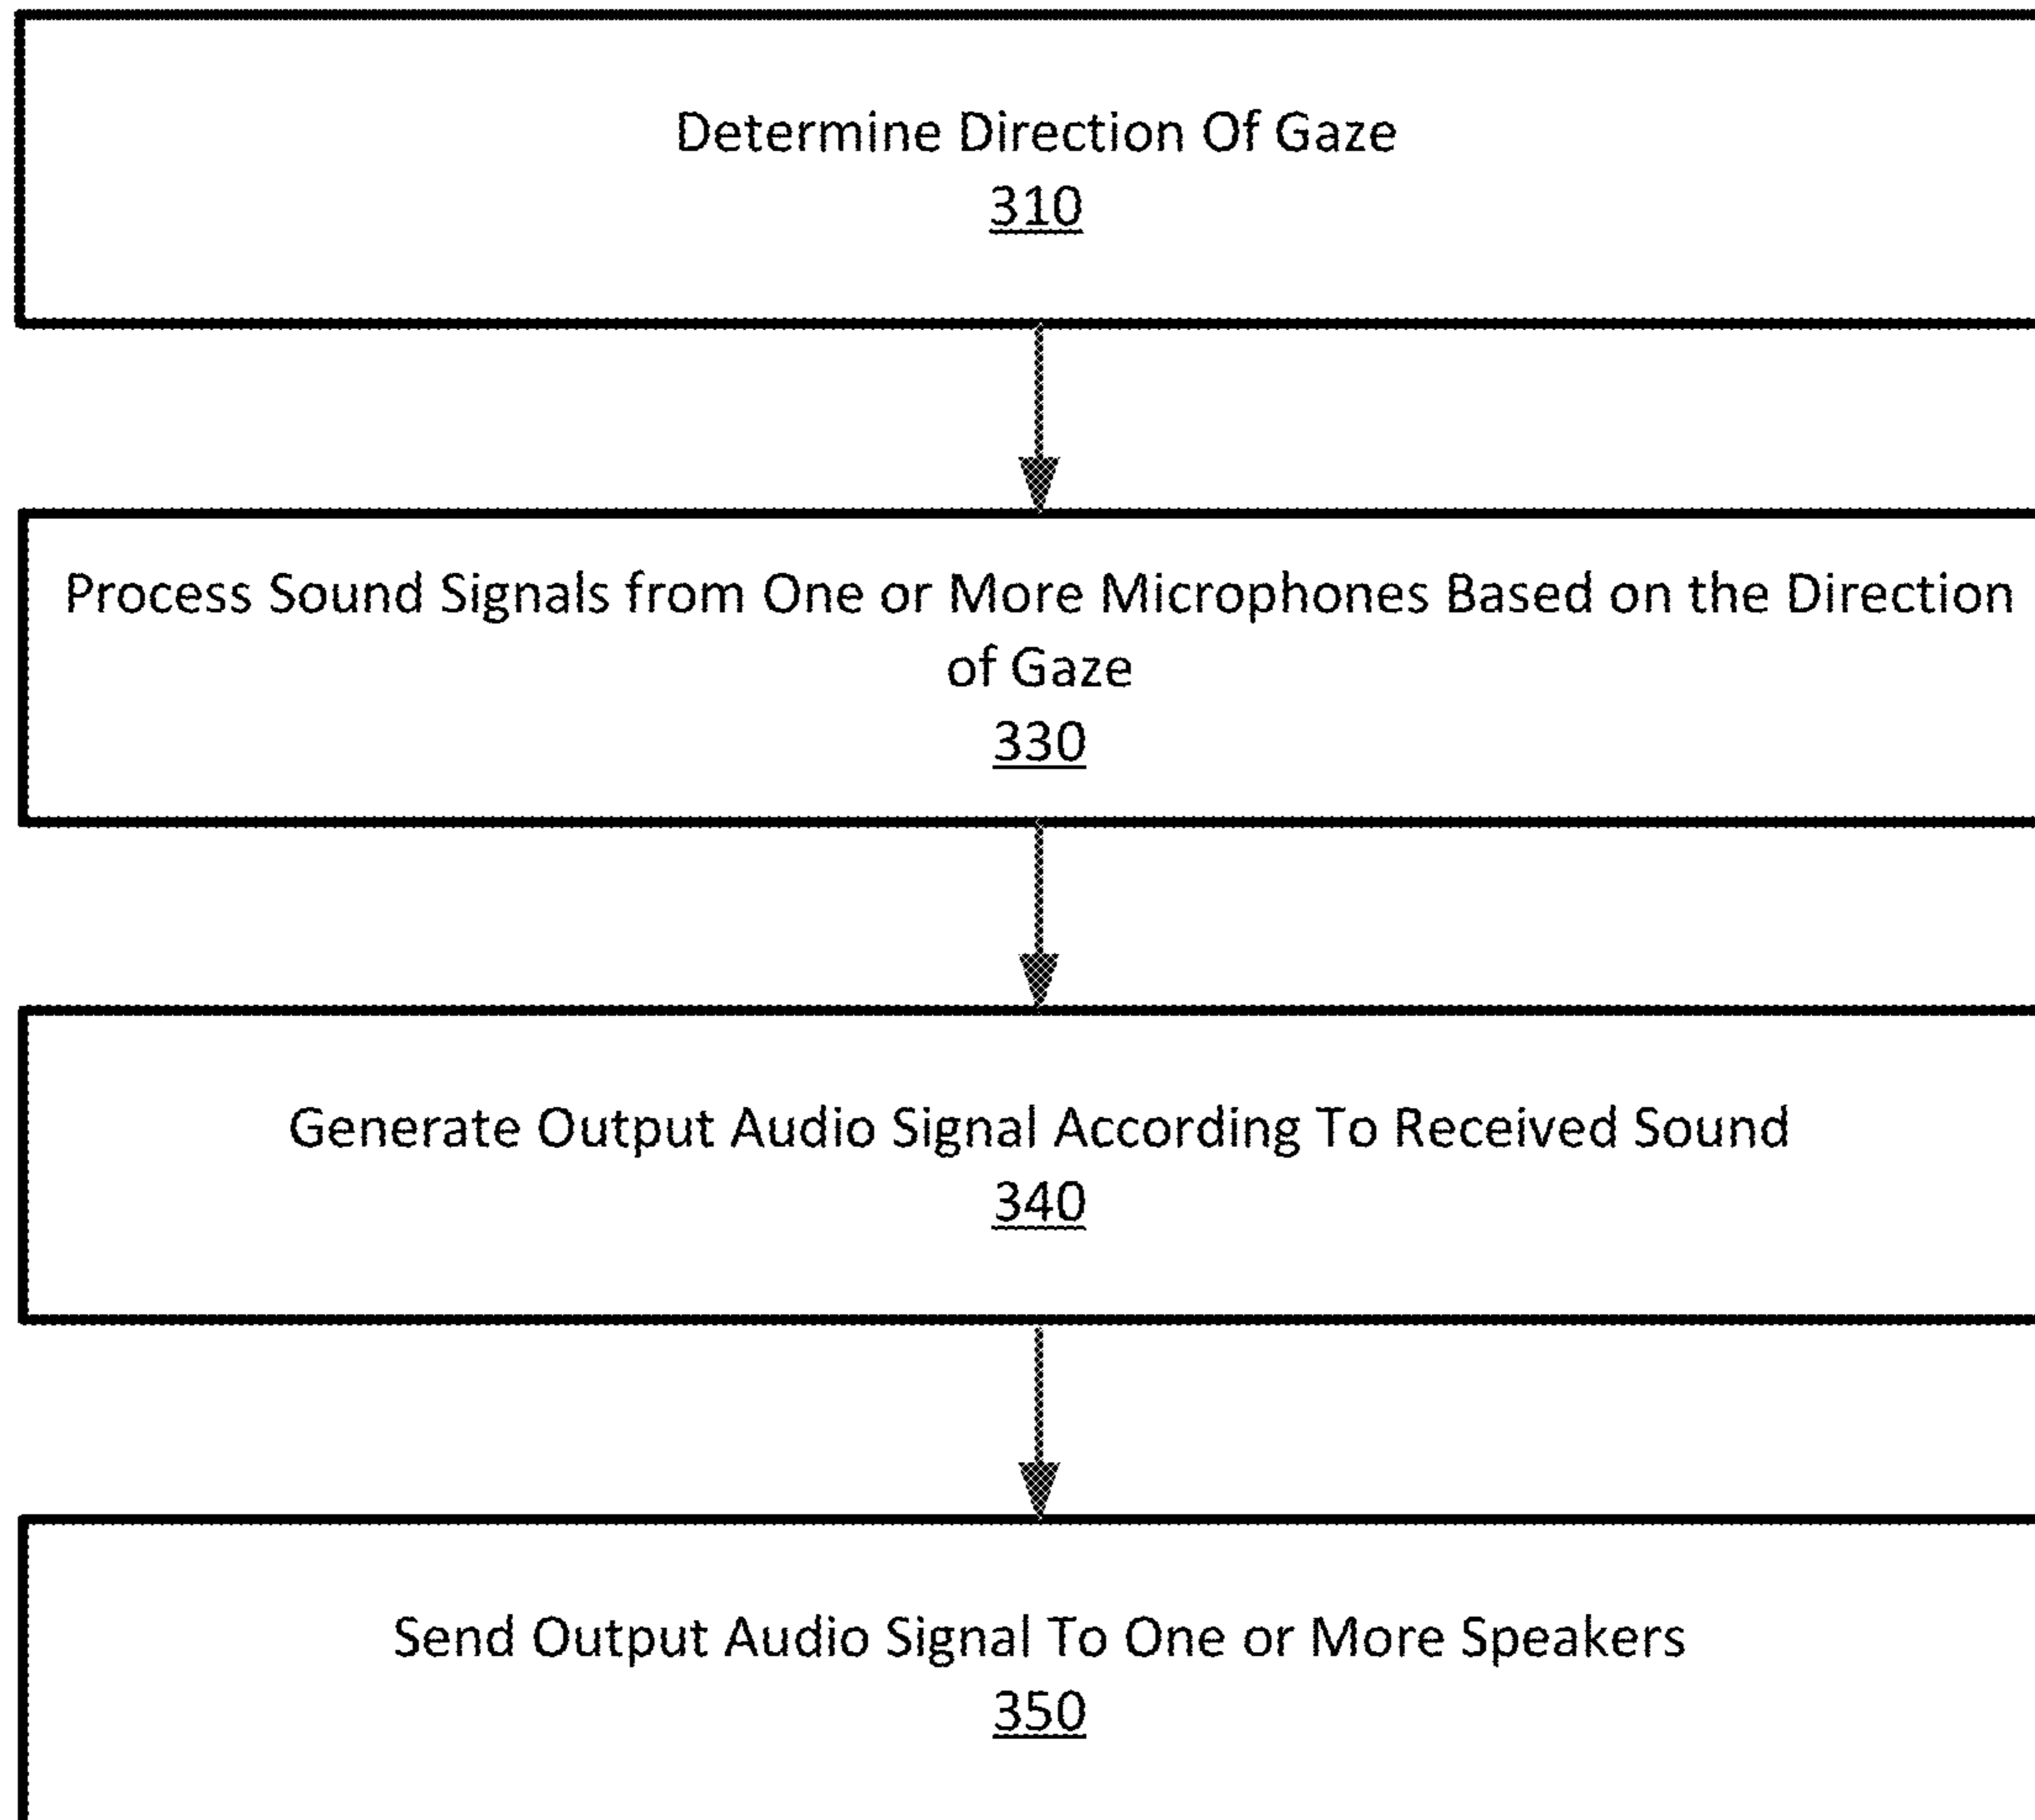 Determine Direction Of Gaze
310
Process Sound Signals from One or More Microphones Based on the Direction
of Gaze
330
Generate Output Audio Signal According To Received Sound
340
Send Output Audio Signal To One or More Speakers
350